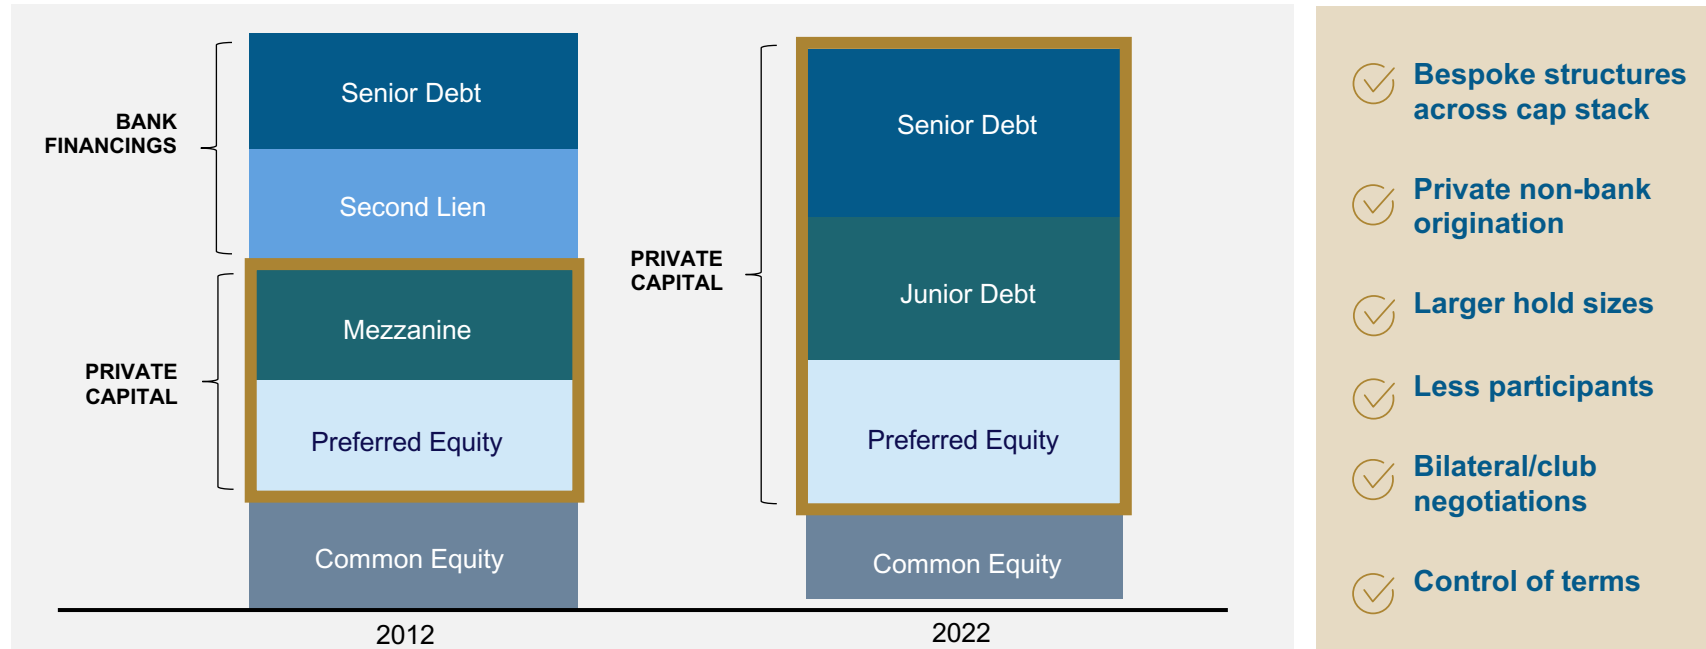 BANK
FINANCINGS
PRIVATE
CAPITAL
Senior Debt
Second Lien
Mezzanine
Preferred Equity
Common Equity
2012
PRIVATE
CAPITAL
Senior Debt
Junior Debt
Preferred Equity
Common Equity
2022
Bespoke structures
across cap stack
Private non-bank
origination
Larger hold sizes
Less participants
Bilateral/club
negotiations
Control of terms